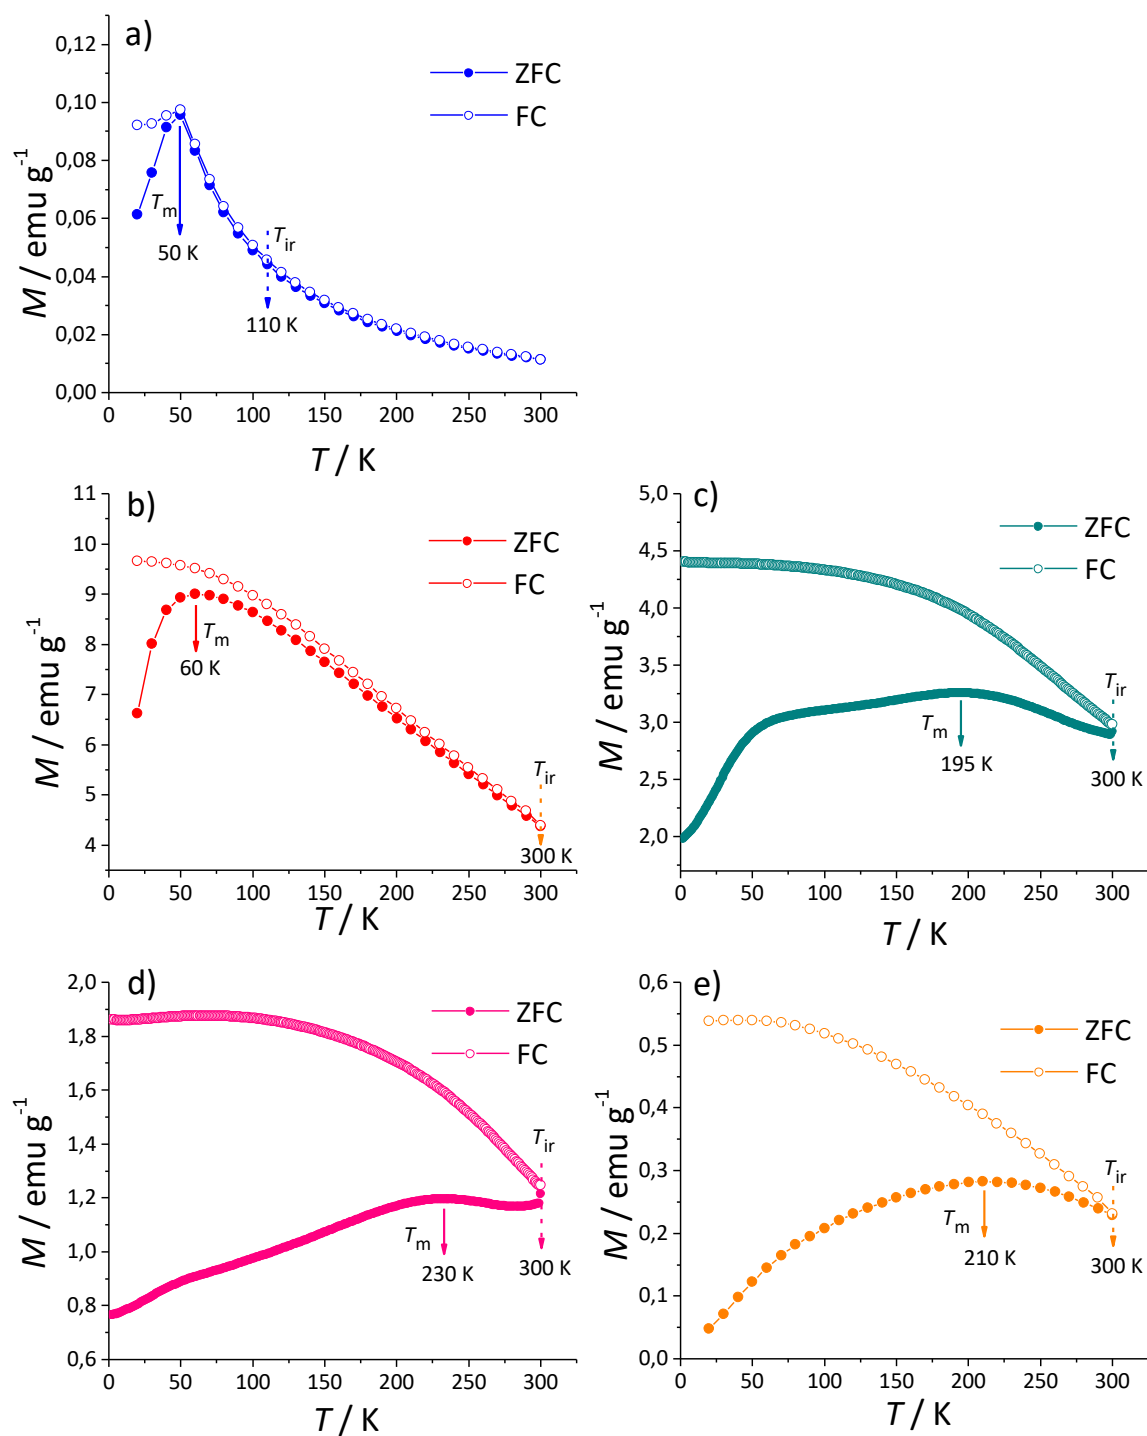 a)
ZFC
FC
0,12
0,10
0,08
0,06
0,04
0,02
0,00
M / emu g⁻¹
Tm
50 K
Tir
110 K
0 50 100 150 200 250 300
T / K
b)
ZFC
FC
11
10
9
8
7
6
5
4
M / emu g⁻¹
Tm
60 K
Tir
300 K
0 50 100 150 200 250 300
T / K
c)
ZFC
FC
5,0
4,5
4,0
3,5
3,0
2,5
2,0
M / emu g⁻¹
Tm
195 K
Tir
300 K
0 50 100 150 200 250 300
T / K
d)
ZFC
FC
2,0
1,8
1,6
1,4
1,2
1,0
0,8
0,6
M / emu g⁻¹
Tm
230 K
Tir
300 K
0 50 100 150 200 250 300
T / K
e)
ZFC
FC
0,6
0,5
0,4
0,3
0,2
0,1
0,0
M / emu g⁻¹
Tm
210 K
Tir
300 K
0 50 100 150 200 250 300
T / K